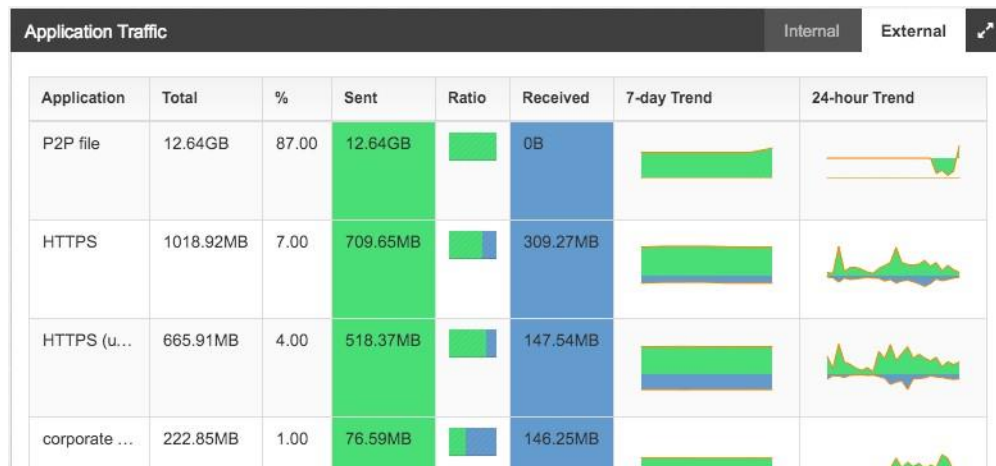 Application Traffic Internal External
Application Total % Sent Ratio Received 7-day Trend 24-hour Trend
P2P file 12.64GB 87.00 12.64GB 0B
HTTPS 1018.92MB 7.00 709.65MB 309.27MB
HTTPS (u... 665.91MB 4.00 518.37MB 147.54MB
corporate ... 222.85MB 1.00 76.59MB 146.25MB